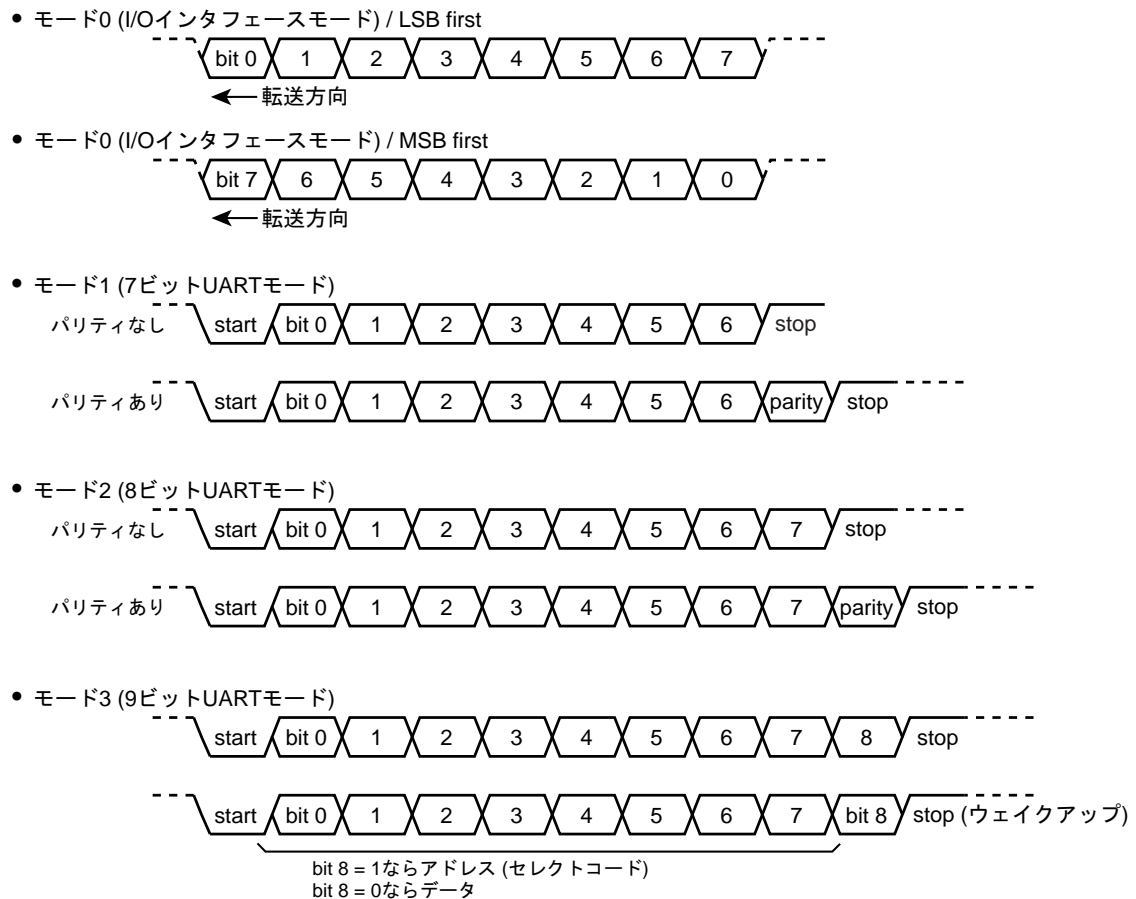 • モード0 (I/Oインタフェースモード) / LSB first
bit 0 1 2 3 4 5 6 7
転送方向
• モード0 (I/Oインタフェースモード) / MSB first
bit 7 6 5 4 3 2 1 0
転送方向
• モード1 (7ビットUARTモード)
パリティなし start bit 0 1 2 3 4 5 6 stop
パリティあり start bit 0 1 2 3 4 5 6 parity stop
• モード2 (8ビットUARTモード)
パリティなし start bit 0 1 2 3 4 5 6 7 stop
パリティあり start bit 0 1 2 3 4 5 6 7 parity stop
• モード3 (9ビットUARTモード)
start bit 0 1 2 3 4 5 6 7 8 stop
start bit 0 1 2 3 4 5 6 7 bit 8 stop (ウェイクアップ)
bit 8 = 1ならアドレス (セレクトコード)
bit 8 = 0ならデータ